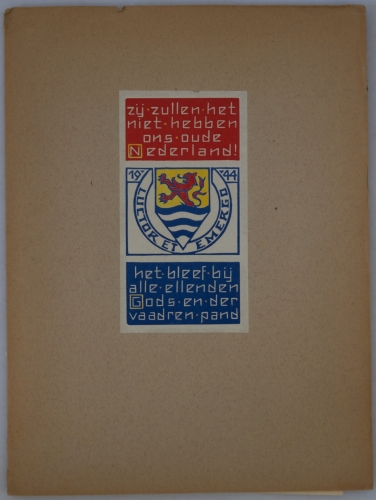 zij·zullen·het
niet·hebben
ons·oude
Nederland!
19 44
LUCTOR ET EMERGO
het·bleef·bij
alle·ellenden
Gods·en·der
vaadren·pand